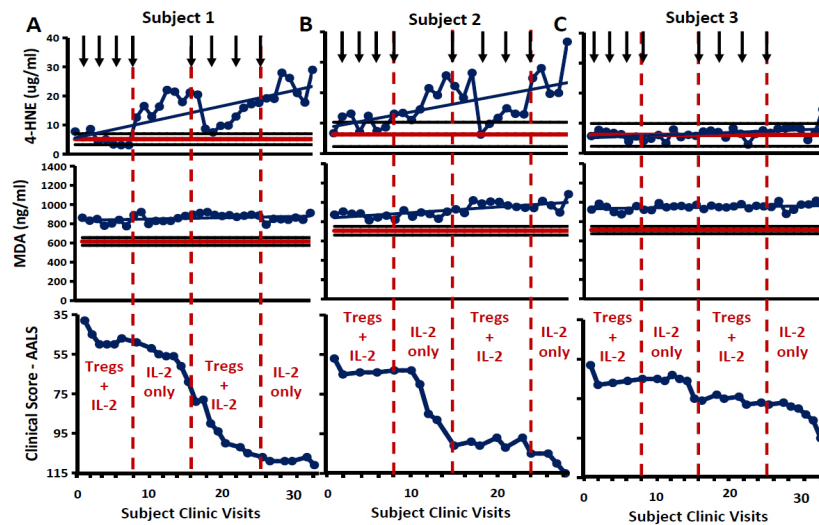 A Subject 1 B Subject 2 C Subject 3
4-HNE (ug/ml)
40
30
20
10
0
MDA (ng/ml)
1400
1200
1000
800
600
400
200
0
Clinical Score - AALS
35
55
75
95
115
Tregs
+
IL-2
IL-2
only
Tregs
+
IL-2
IL-2
only
Tregs
+
IL-2
IL-2
only
Tregs
+
IL-2
IL-2
only
Tregs
+
IL-2
IL-2
only
Tregs
+
IL-2
IL-2
only
0 10 20 30 0 10 20 0 10 20 30
Subject Clinic Visits Subject Clinic Visits Subject Clinic Visits